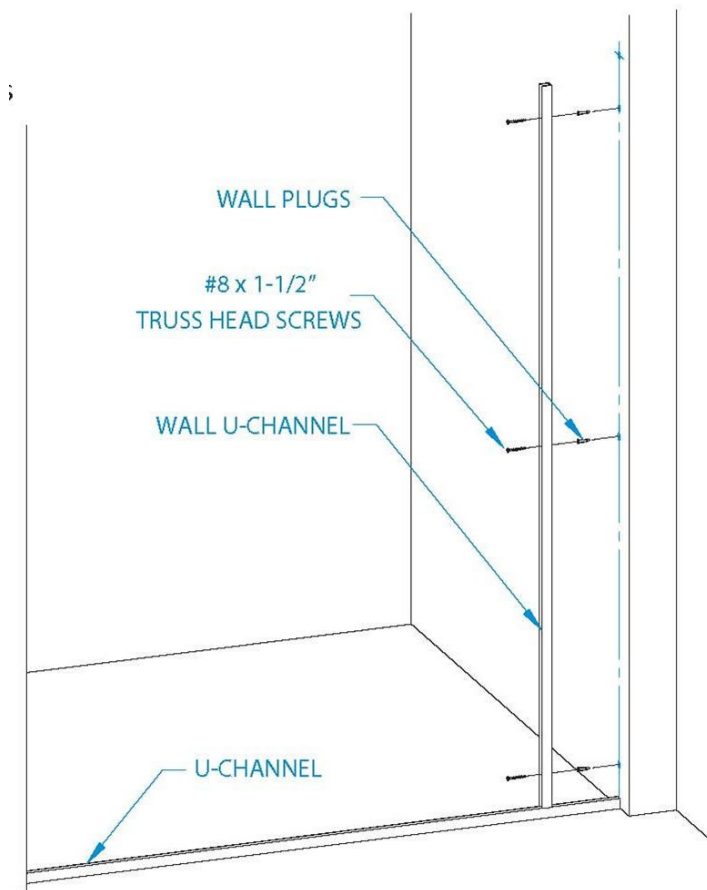 WALL PLUGS
#8 x 1-1/2”
TRUSS HEAD SCREWS
WALL U-CHANNEL
U-CHANNEL